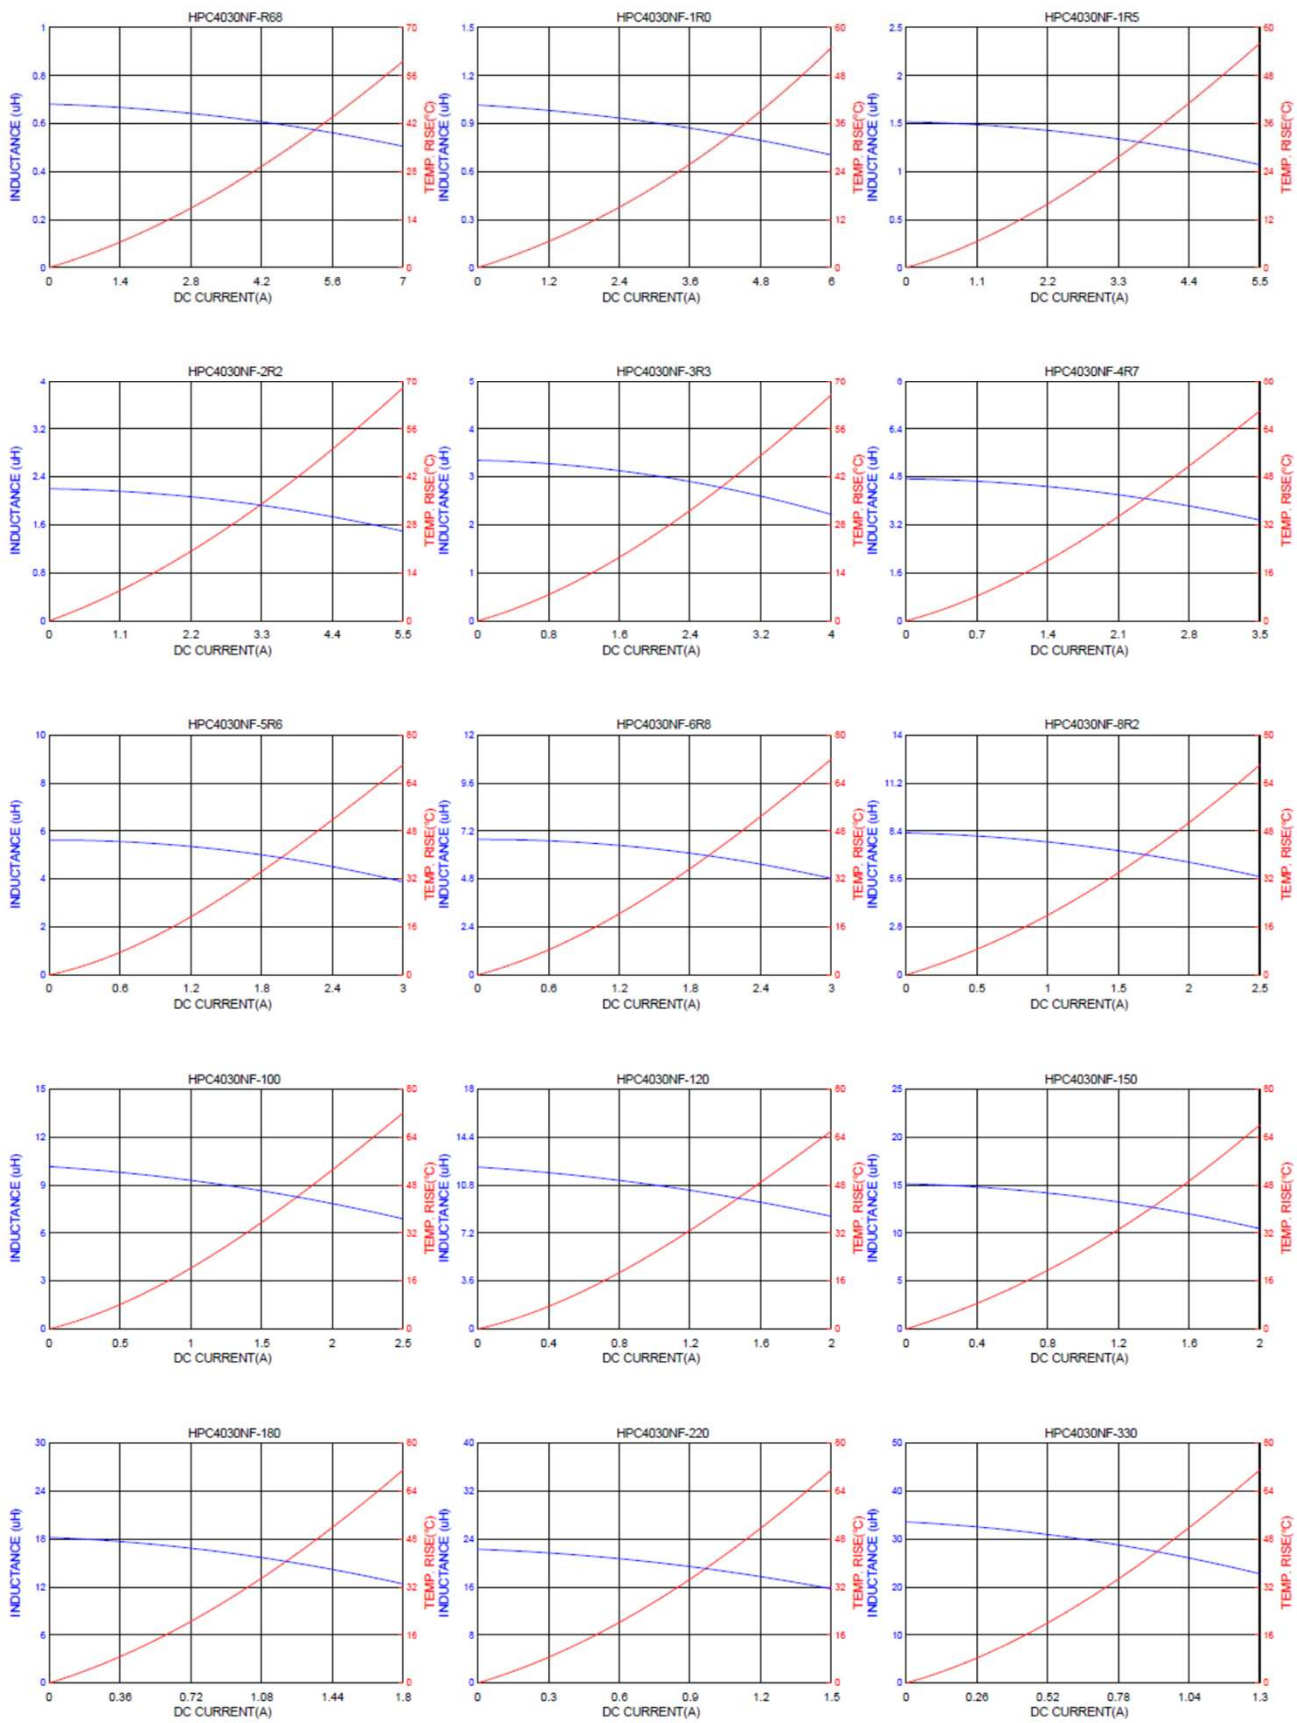 HPC4030NF-R68
INDUCTANCE (uH)
1
0.8
0.6
0.4
0.2
0
70
56
42
28
14
0
TEMP. RISE(°C)
0 1.4 2.8 4.2 5.6 7
DC CURRENT(A)
HPC4030NF-1R0
INDUCTANCE (uH)
1.5
1.2
0.9
0.6
0.3
0
60
48
36
24
12
0
TEMP. RISE(°C)
0 1.2 2.4 3.6 4.8 6
DC CURRENT(A)
HPC4030NF-1R5
INDUCTANCE (uH)
2.5
2
1.5
1
0.5
0
60
48
36
24
12
0
TEMP. RISE(°C)
0 1.1 2.2 3.3 4.4 5.5
DC CURRENT(A)
HPC4030NF-2R2
INDUCTANCE (uH)
4
3.2
2.4
1.6
0.8
0
70
56
42
28
14
0
TEMP. RISE(°C)
0 1.1 2.2 3.3 4.4 5.5
DC CURRENT(A)
HPC4030NF-3R3
INDUCTANCE (uH)
5
4
3
2
1
0
70
56
42
28
14
0
TEMP. RISE(°C)
0 0.8 1.6 2.4 3.2 4
DC CURRENT(A)
HPC4030NF-4R7
INDUCTANCE (uH)
8
6.4
4.8
3.2
1.6
0
80
64
48
32
16
0
TEMP. RISE(°C)
0 0.7 1.4 2.1 2.8 3.5
DC CURRENT(A)
HPC4030NF-5R6
INDUCTANCE (uH)
10
8
6
4
2
0
80
64
48
32
16
0
TEMP. RISE(°C)
0 0.6 1.2 1.8 2.4 3
DC CURRENT(A)
HPC4030NF-6R8
INDUCTANCE (uH)
12
9.6
7.2
4.8
2.4
0
80
64
48
32
16
0
TEMP. RISE(°C)
0 0.6 1.2 1.8 2.4 3
DC CURRENT(A)
HPC4030NF-8R2
INDUCTANCE (uH)
14
11.2
8.4
5.6
2.8
0
80
64
48
32
16
0
TEMP. RISE(°C)
0 0.5 1 1.5 2 2.5
DC CURRENT(A)
HPC4030NF-100
INDUCTANCE (uH)
15
12
9
6
3
0
80
64
48
32
16
0
TEMP. RISE(°C)
0 0.5 1 1.5 2 2.5
DC CURRENT(A)
HPC4030NF-120
INDUCTANCE (uH)
18
14.4
10.8
7.2
3.6
0
80
64
48
32
16
0
TEMP. RISE(°C)
0 0.4 0.8 1.2 1.6 2
DC CURRENT(A)
HPC4030NF-150
INDUCTANCE (uH)
25
20
15
10
5
0
80
64
48
32
16
0
TEMP. RISE(°C)
0 0.4 0.8 1.2 1.6 2
DC CURRENT(A)
HPC4030NF-180
INDUCTANCE (uH)
30
24
18
12
6
0
80
64
48
32
16
0
TEMP. RISE(°C)
0 0.36 0.72 1.08 1.44 1.8
DC CURRENT(A)
HPC4030NF-220
INDUCTANCE (uH)
40
32
24
16
8
0
80
64
48
32
16
0
TEMP. RISE(°C)
0 0.3 0.6 0.9 1.2 1.5
DC CURRENT(A)
HPC4030NF-330
INDUCTANCE (uH)
50
40
30
20
10
0
80
64
48
32
16
0
TEMP. RISE(°C)
0 0.26 0.52 0.78 1.04 1.3
DC CURRENT(A)